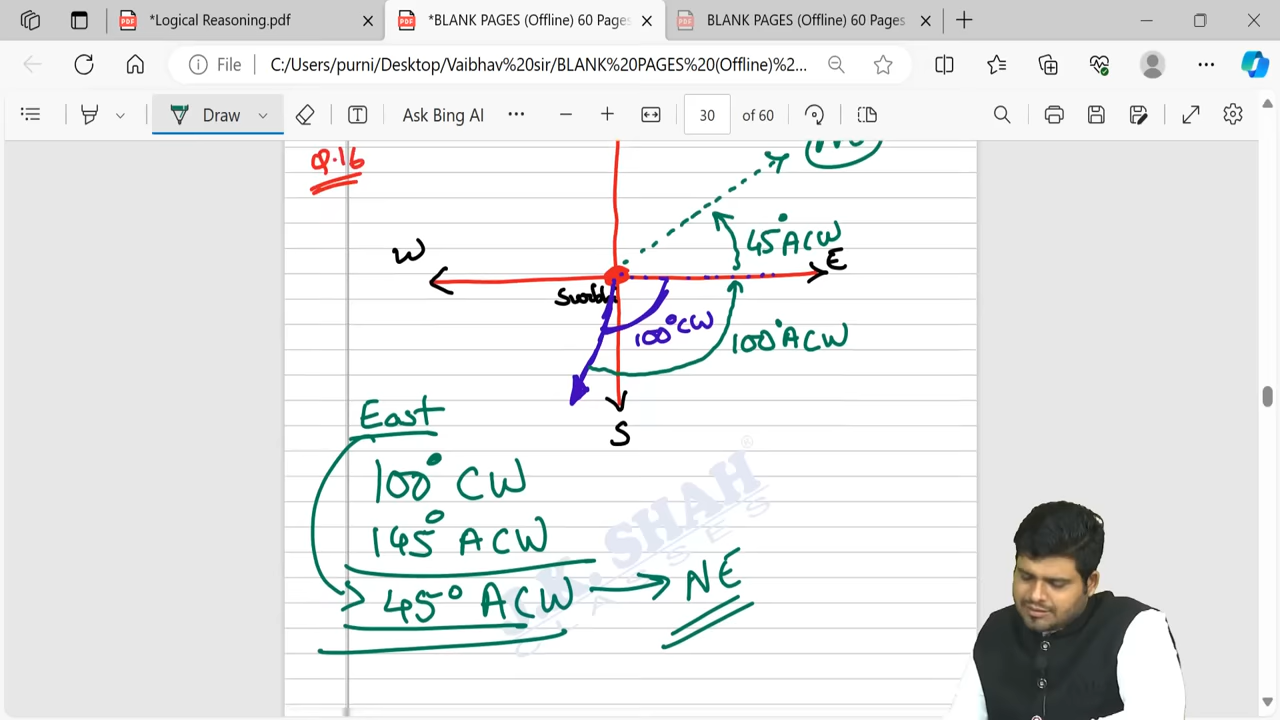 *Logical Reasoning.pdf
*BLANK PAGES (Offline) 60 Pages
BLANK PAGES (Offline) 60 Pages
File
C:/Users/purni/Desktop/Vaibhav%20sir/BLANK%20PAGES%20(Offline)%2...
Draw
Ask Bing AI
30
of 60
Q.16
45° ACW
W
E
100° CW
100° ACW
S
East
100° CW
145° ACW
45° ACW → NE
J.K. SHAH
CLASSES